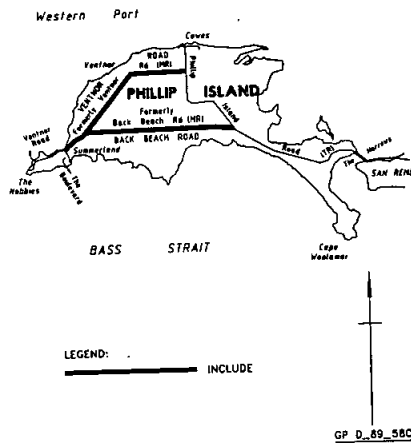 Western Port
Cowes
Ventnor
ROAD
Rd (MR)
Phillip
VENTNOR
Formerly Ventnor
PHILLIP ISLAND
Formerly
Back Beach Rd (MR)
BACK BEACH ROAD
Island
Road
(TR)
The Narrows
SAN REMO
Ventnor
Road
Summerland
The
Nobbies
The
Boulevard
Cape
Woolamai
BASS STRAIT
LEGEND:
INCLUDE
GP D_89_58C